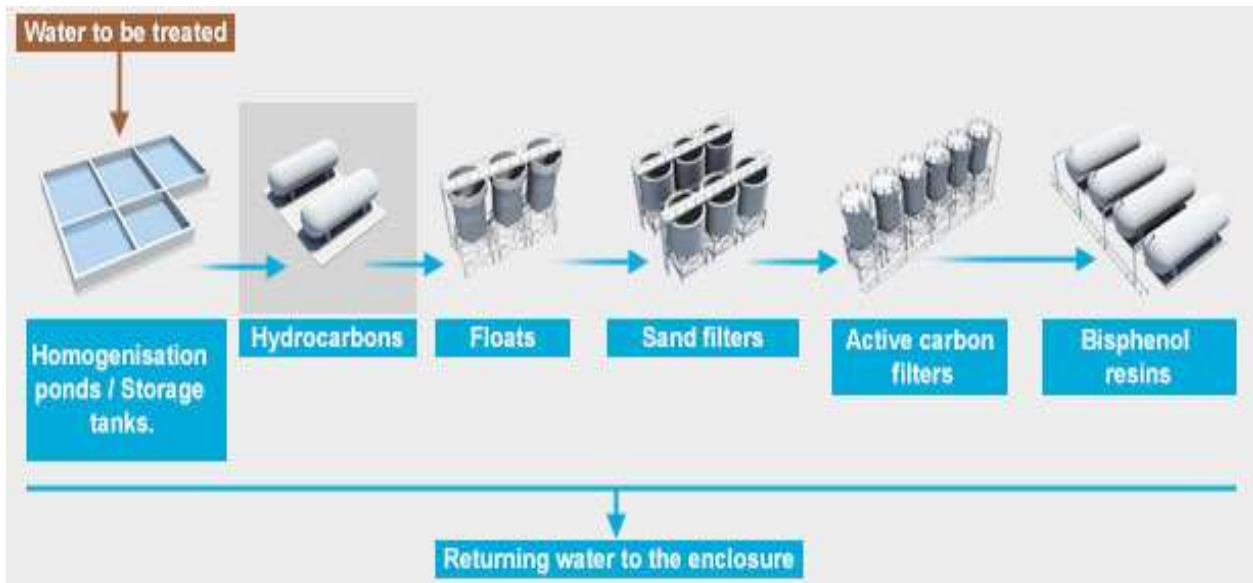 Water to be treated
Homogenisation
ponds / Storage
tanks.
Hydrocarbons
Floats
Sand filters
Active carbon
filters
Bisphenol
resins
Returning water to the enclosure